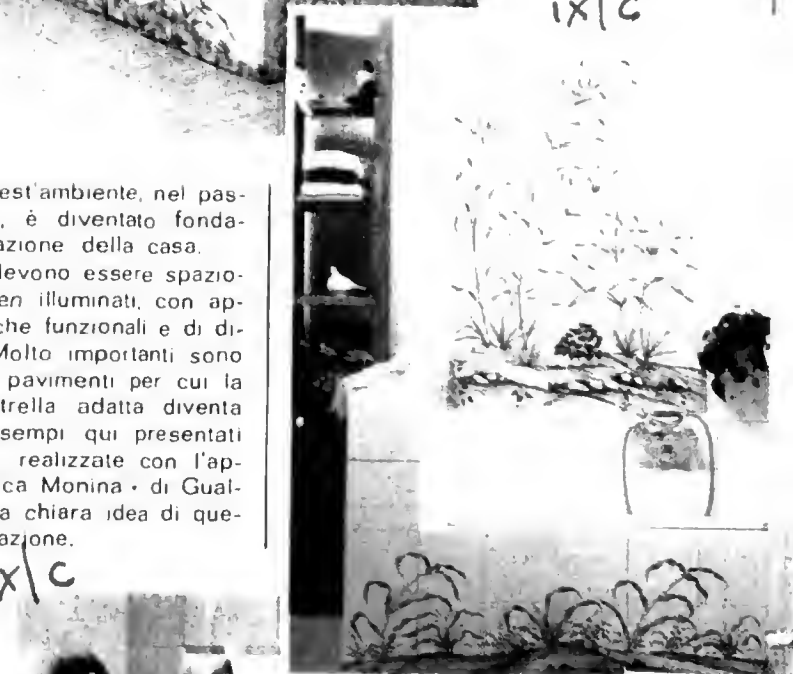 est'ambiente, nel pas-
, è diventato fonda-
azione della casa.
devono essere spazio-
en illuminati, con ap-
che funzionali e di di-
Molto importanti sono
pavimenti per cui la
trella adatta diventa
sempi qui presentati
realizzate con l'ap-
ca Monina • di Gual-
a chiara idea di que-
azione.
x|c
ix|c